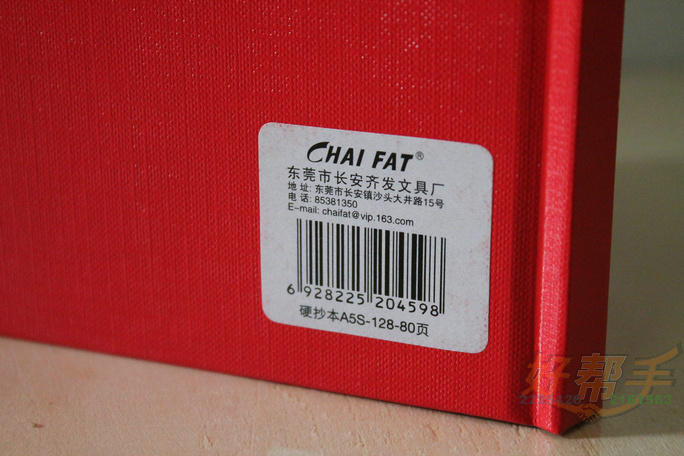 CHAI FAT®
东莞市长安齐发文具厂
地 址: 东莞市长安镇沙头大井路15号
电 话: 85381350
E-mail: chaifat@vip.163.com
6 928225 204598
硬抄本A5S-128-80页
好帮手